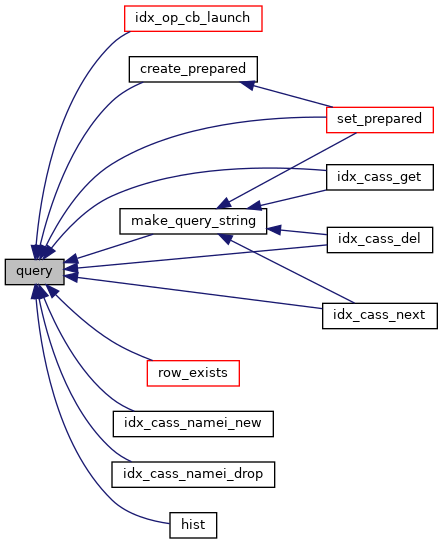 idx_op_cb_launch
create_prepared
set_prepared
idx_cass_get
make_query_string
idx_cass_del
query
idx_cass_next
row_exists
idx_cass_namei_new
idx_cass_namei_drop
hist